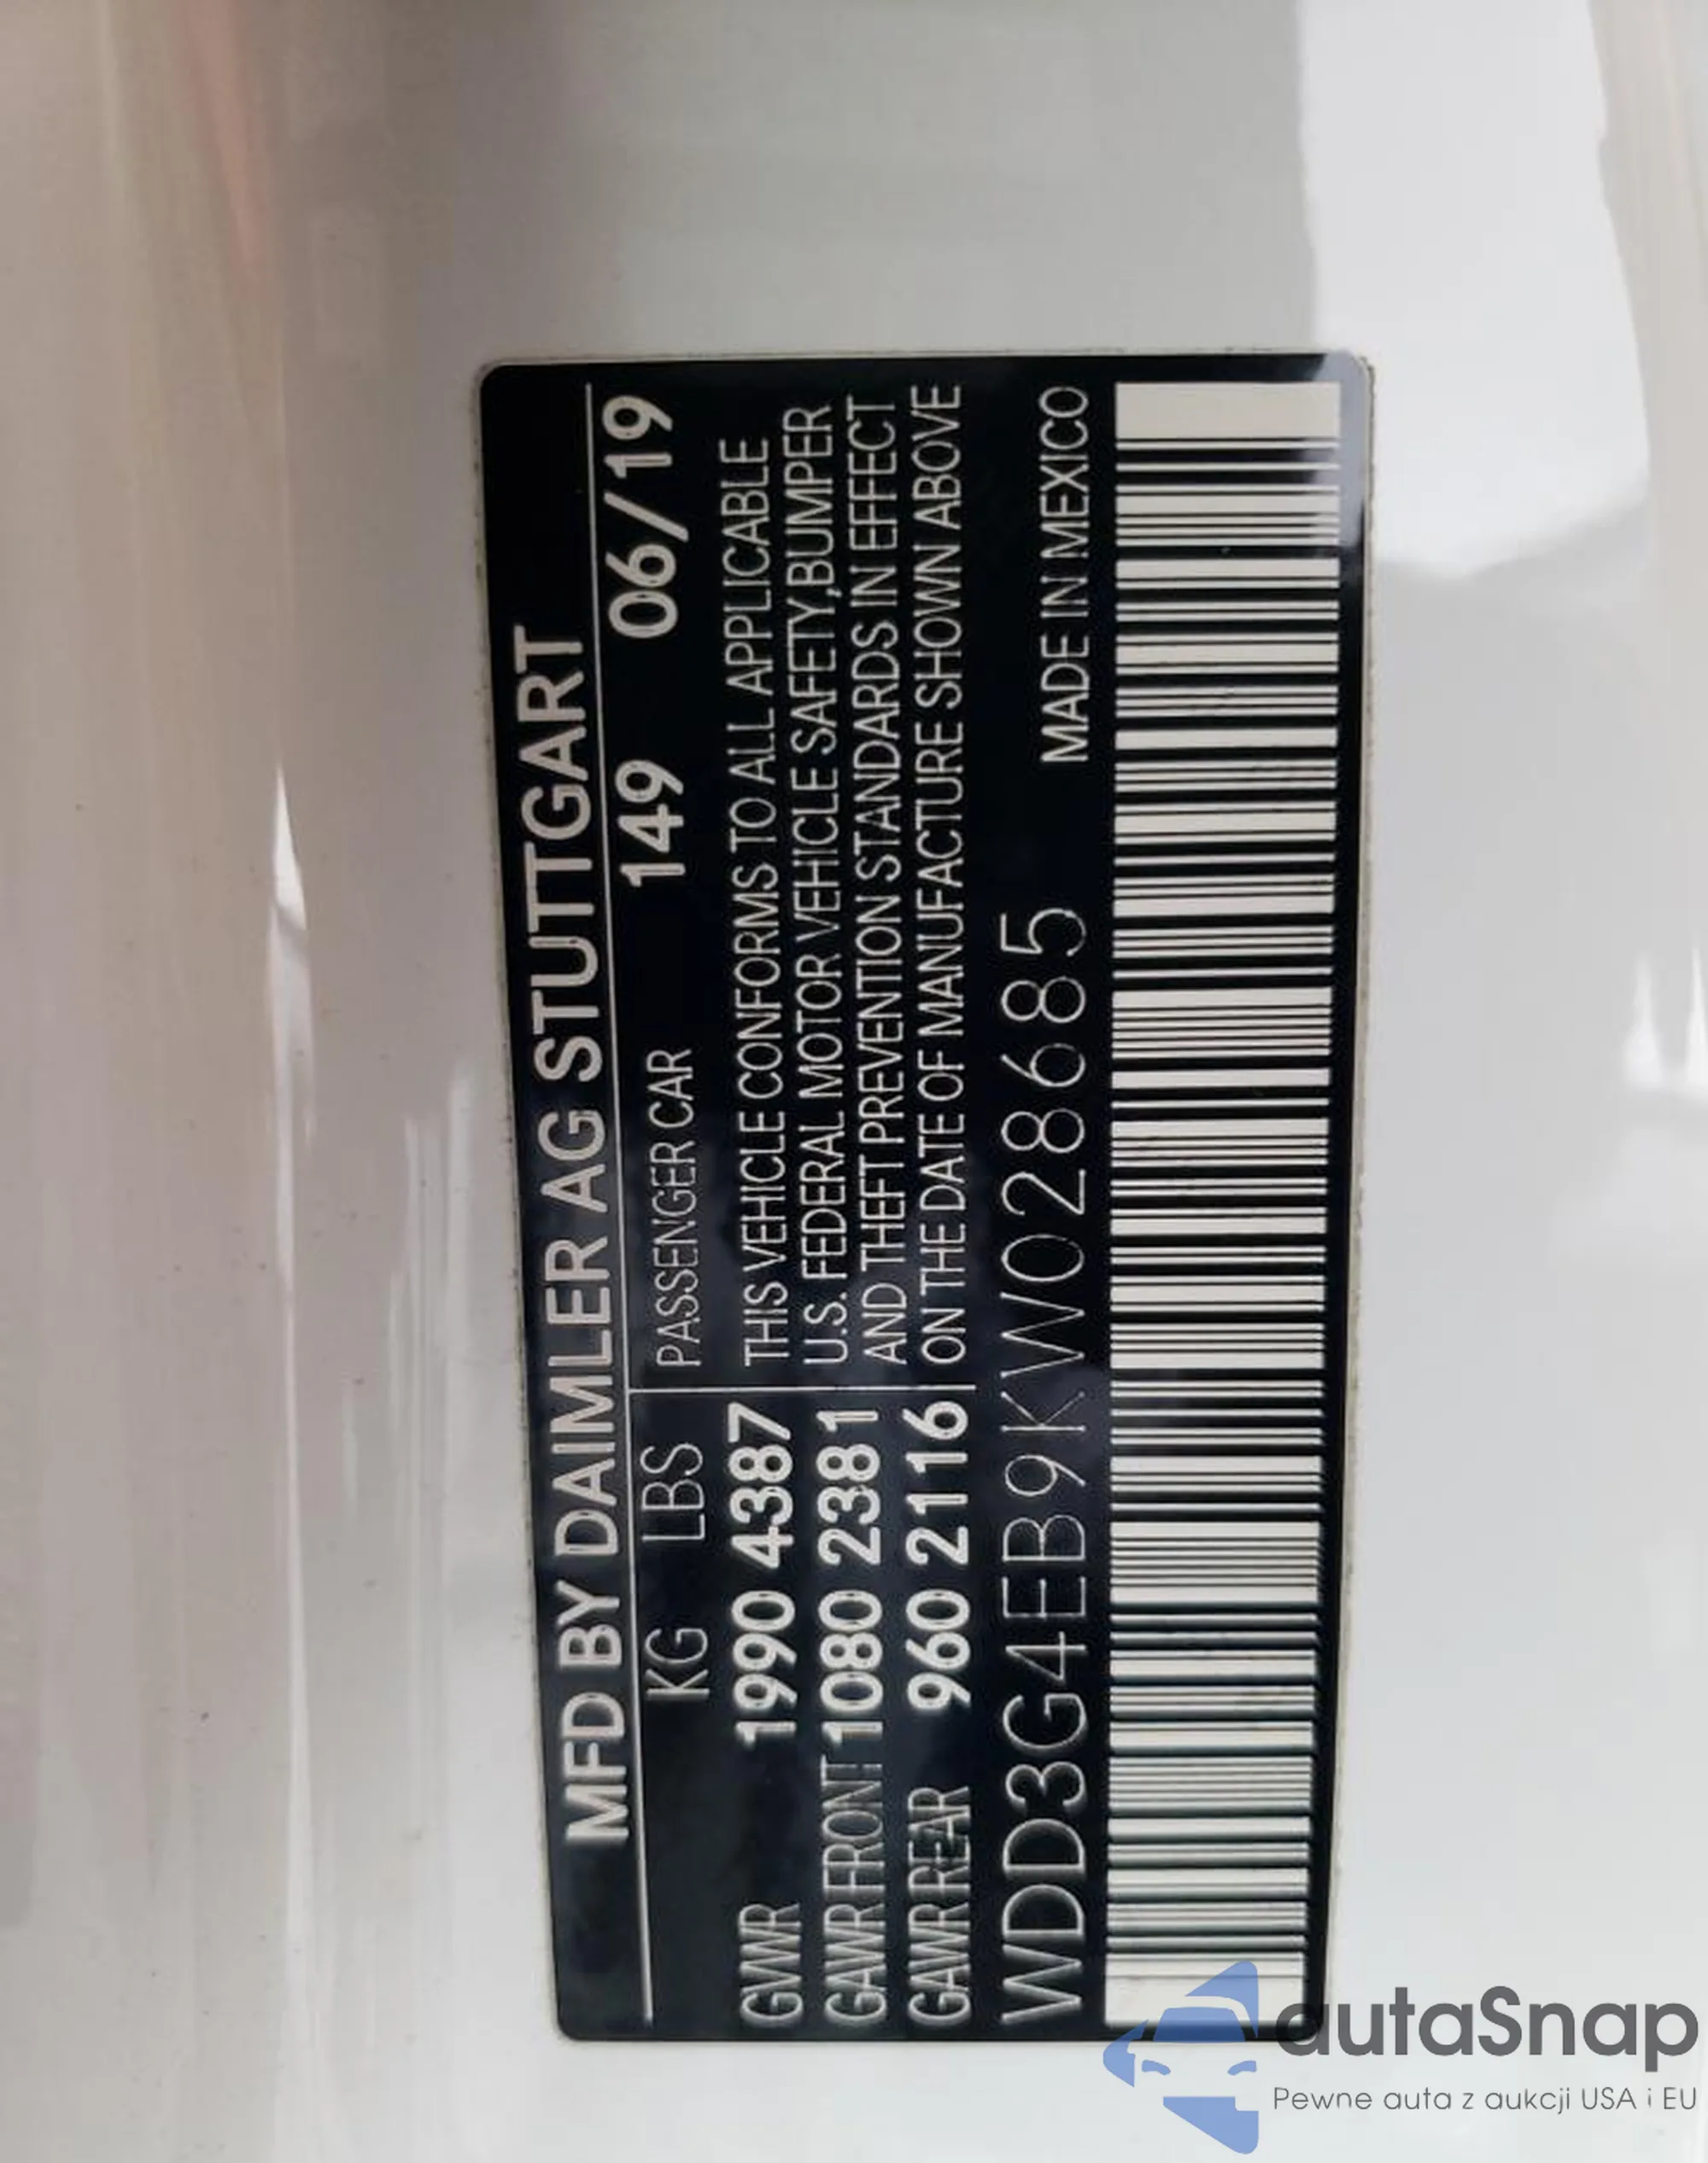 MFD BY DAIMLER AG STUTTGART
KG LBS PASSENGER CAR 149 06/19
GVWR 1990 4387 THIS VEHICLE CONFORMS TO ALL APPLICABLE
GAWR FRONT 1080 2381 U.S. FEDERAL MOTOR VEHICLE SAFETY,BUMPER
GAWR REAR 960 2116 AND THEFT PREVENTION STANDARDS IN EFFECT
ON THE DATE OF MANUFACTURE SHOWN ABOVE
WDD3G4EB9KW028685 MADE IN MEXICO
autaSnap
Pewne auta z aukcji USA i EU